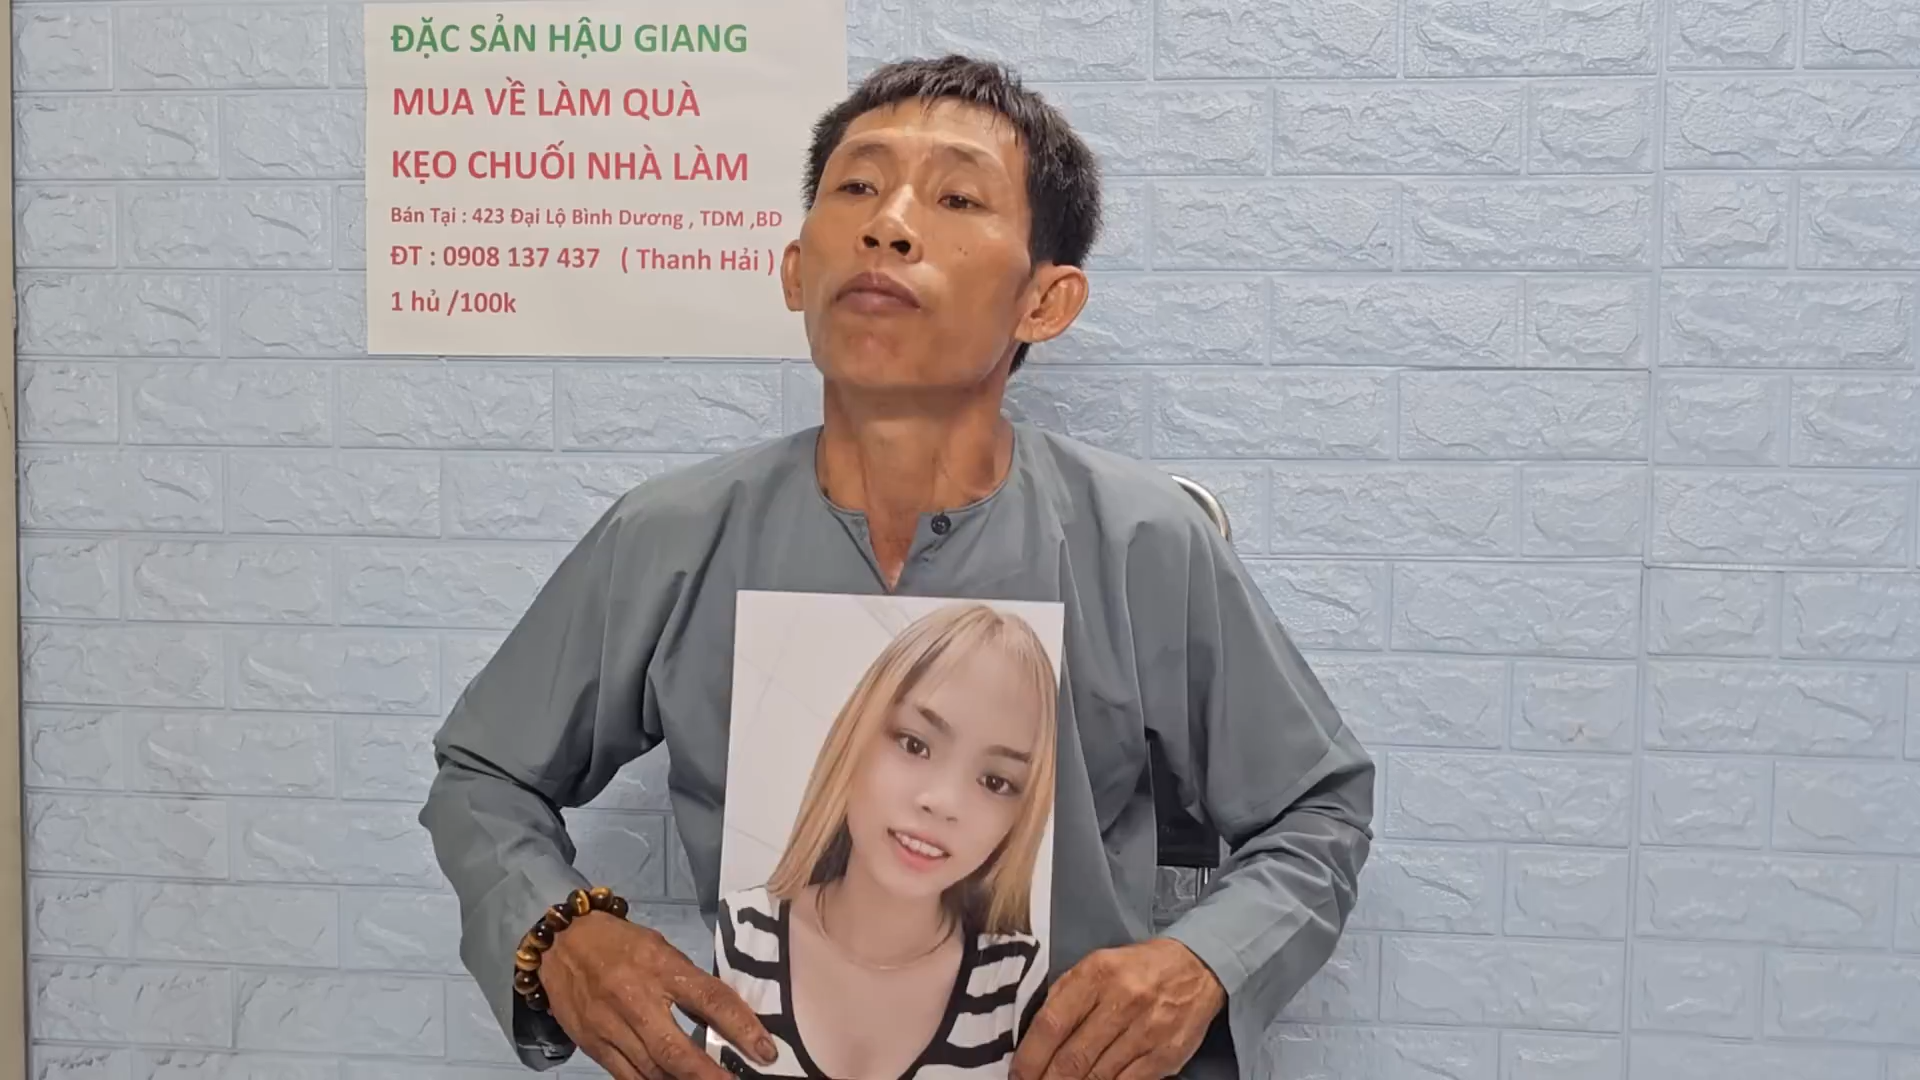 ĐẶC SẢN HẬU GIANG
MUA VỀ LÀM QUÀ
KẸO CHUỐI NHÀ LÀM
Bán Tại : 423 Đại Lộ Bình Dương , TDM ,BD
ĐT : 0908 137 437 ( Thanh Hải )
1 hủ /100k